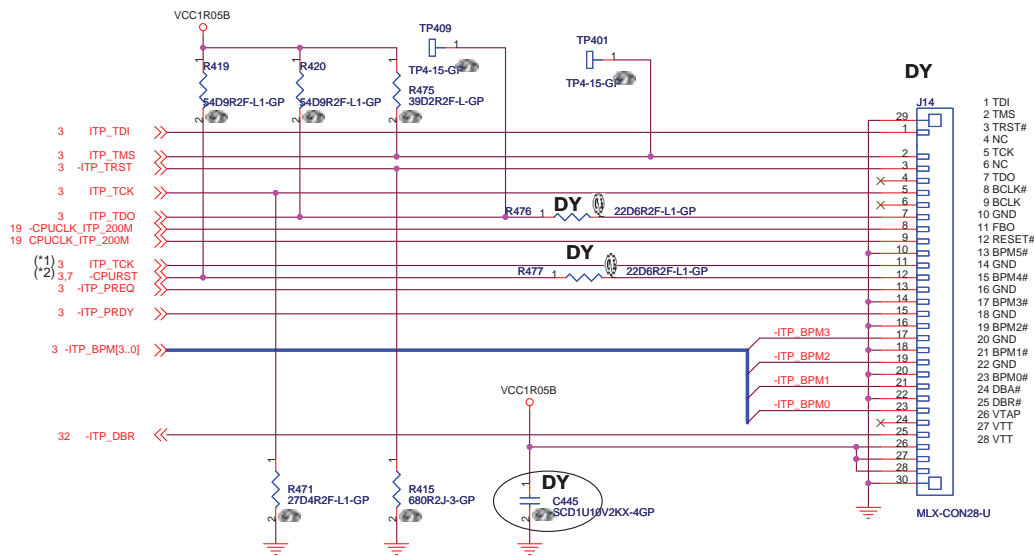 VCC1R05B
TP409
1
TP4-15-GP
TP401
1
TP4-15-GP
DY
J14
R419
1
54D9R2F-L1-GP
2
R420
1
54D9R2F-L1-GP
2
1
R475
39D2R2F-L-GP
2
3 ITP_TDI
3 ITP_TMS
3 -ITP_TRST
3 ITP_TCK
3 ITP_TDO
19 -CPUCLK_ITP_200M
19 CPUCLK_ITP_200M
(*1) 3 ITP_TCK
(*2) 3,7 -CPURST
3 -ITP_PREQ
3 -ITP_PRDY
3 -ITP_BPM[3..0]
32 -ITP_DBR
R476 1 DY 22D6R2F-L1-GP
R477 1 DY 22D6R2F-L1-GP
-ITP_BPM3
-ITP_BPM2
-ITP_BPM1
-ITP_BPM0
VCC1R05B
1
R471
27D4R2F-L1-GP
2
1
R415
680R2J-3-GP
2
1
DY
C445
SCD1U10V2KX-4GP
2
29
1
2
3
4
5
6
7
8
9
10
11
12
13
14
15
16
17
18
19
20
21
22
23
24
25
26
27
28
30
MLX-CON28-U
1 TDI
2 TMS
3 TRST#
4 NC
5 TCK
6 NC
7 TDO
8 BCLK#
9 BCLK
10 GND
11 FBO
12 RESET#
13 BPM5#
14 GND
15 BPM4#
16 GND
17 BPM3#
18 GND
19 BPM2#
20 GND
21 BPM1#
22 GND
23 BPM0#
24 DBA#
25 DBR#
26 VTAP
27 VTT
28 VTT